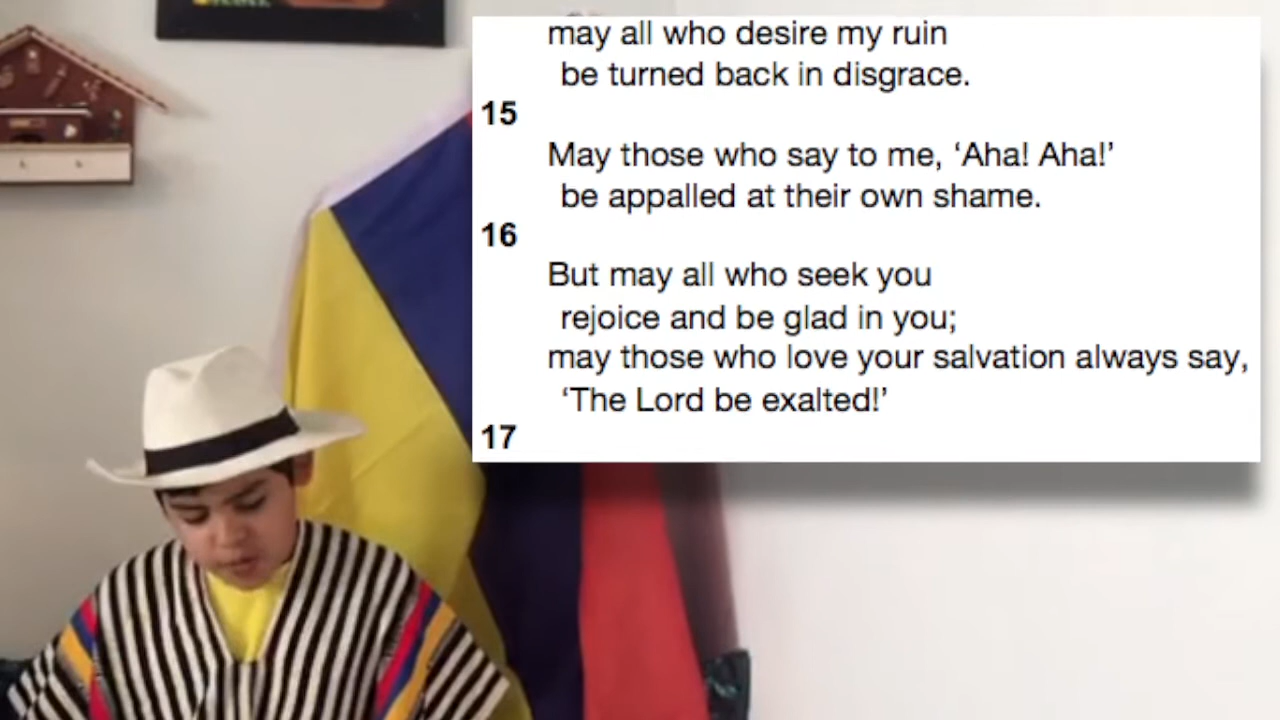 may all who desire my ruin
be turned back in disgrace.
15
May those who say to me, ‘Aha! Aha!’
be appalled at their own shame.
16
But may all who seek you
rejoice and be glad in you;
may those who love your salvation always say,
‘The Lord be exalted!’
17